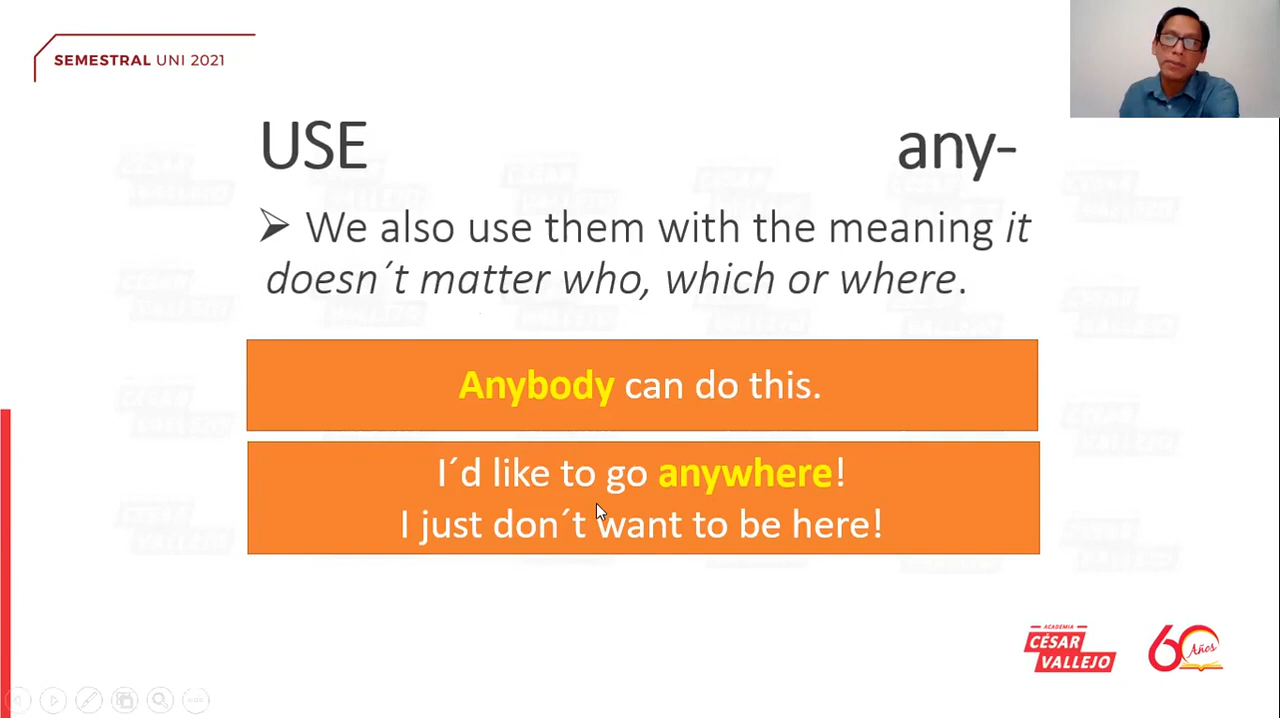 SEMESTRAL UNI 2021
USE any-
➢ We also use them with the meaning it
doesn´t matter who, which or where.
Anybody can do this.
I´d like to go anywhere!
I just don´t want to be here!
ACADEMIA
CÉSAR
VALLEJO
60 Años